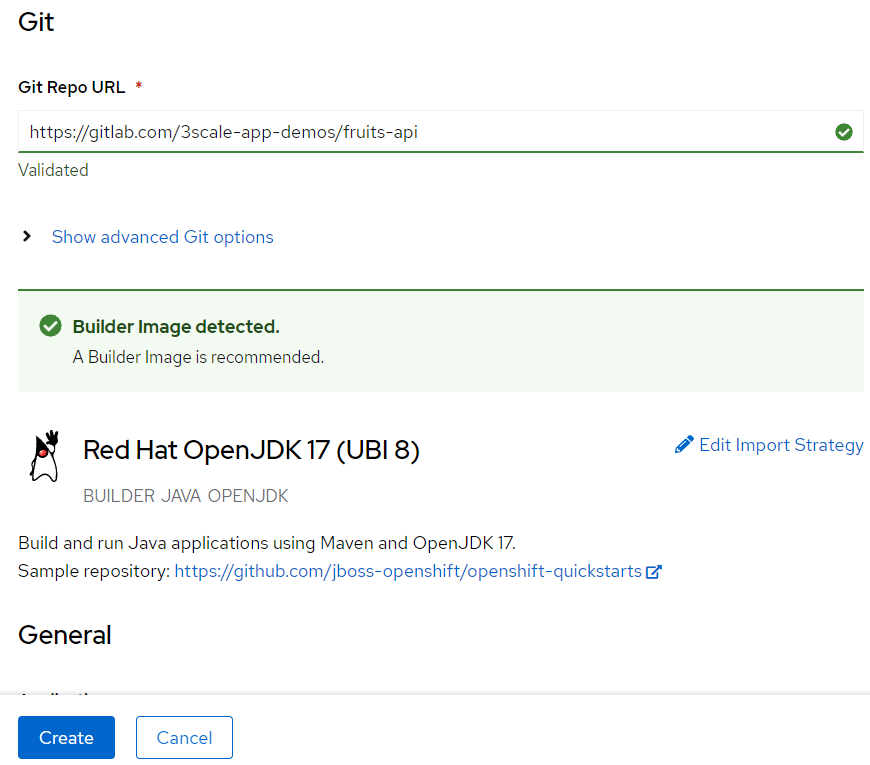 Git
Git Repo URL *
https://gitlab.com/3scale-app-demos/fruits-api
Validated
Show advanced Git options
Builder Image detected.
A Builder Image is recommended.
Red Hat OpenJDK 17 (UBI 8)
Edit Import Strategy
BUILDER JAVA OPENJDK
Build and run Java applications using Maven and OpenJDK 17.
Sample repository: https://github.com/jboss-openshift/openshift-quickstarts
General
Create
Cancel